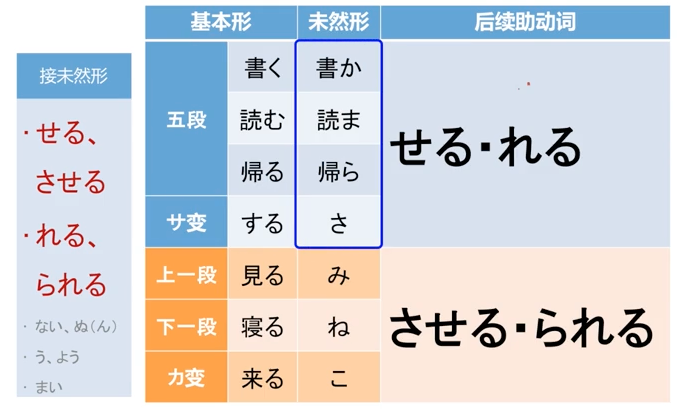 接未然形
・せる、
させる
・れる、
られる
・ない、ぬ(ん)
・う、よう
・まい
基本形 未然形 后续助动词
五段 書く 書か せる・れる
読む 読ま
帰る 帰ら
サ变 する さ
上一段 見る み させる・られる
下一段 寝る ね
カ变 来る こ